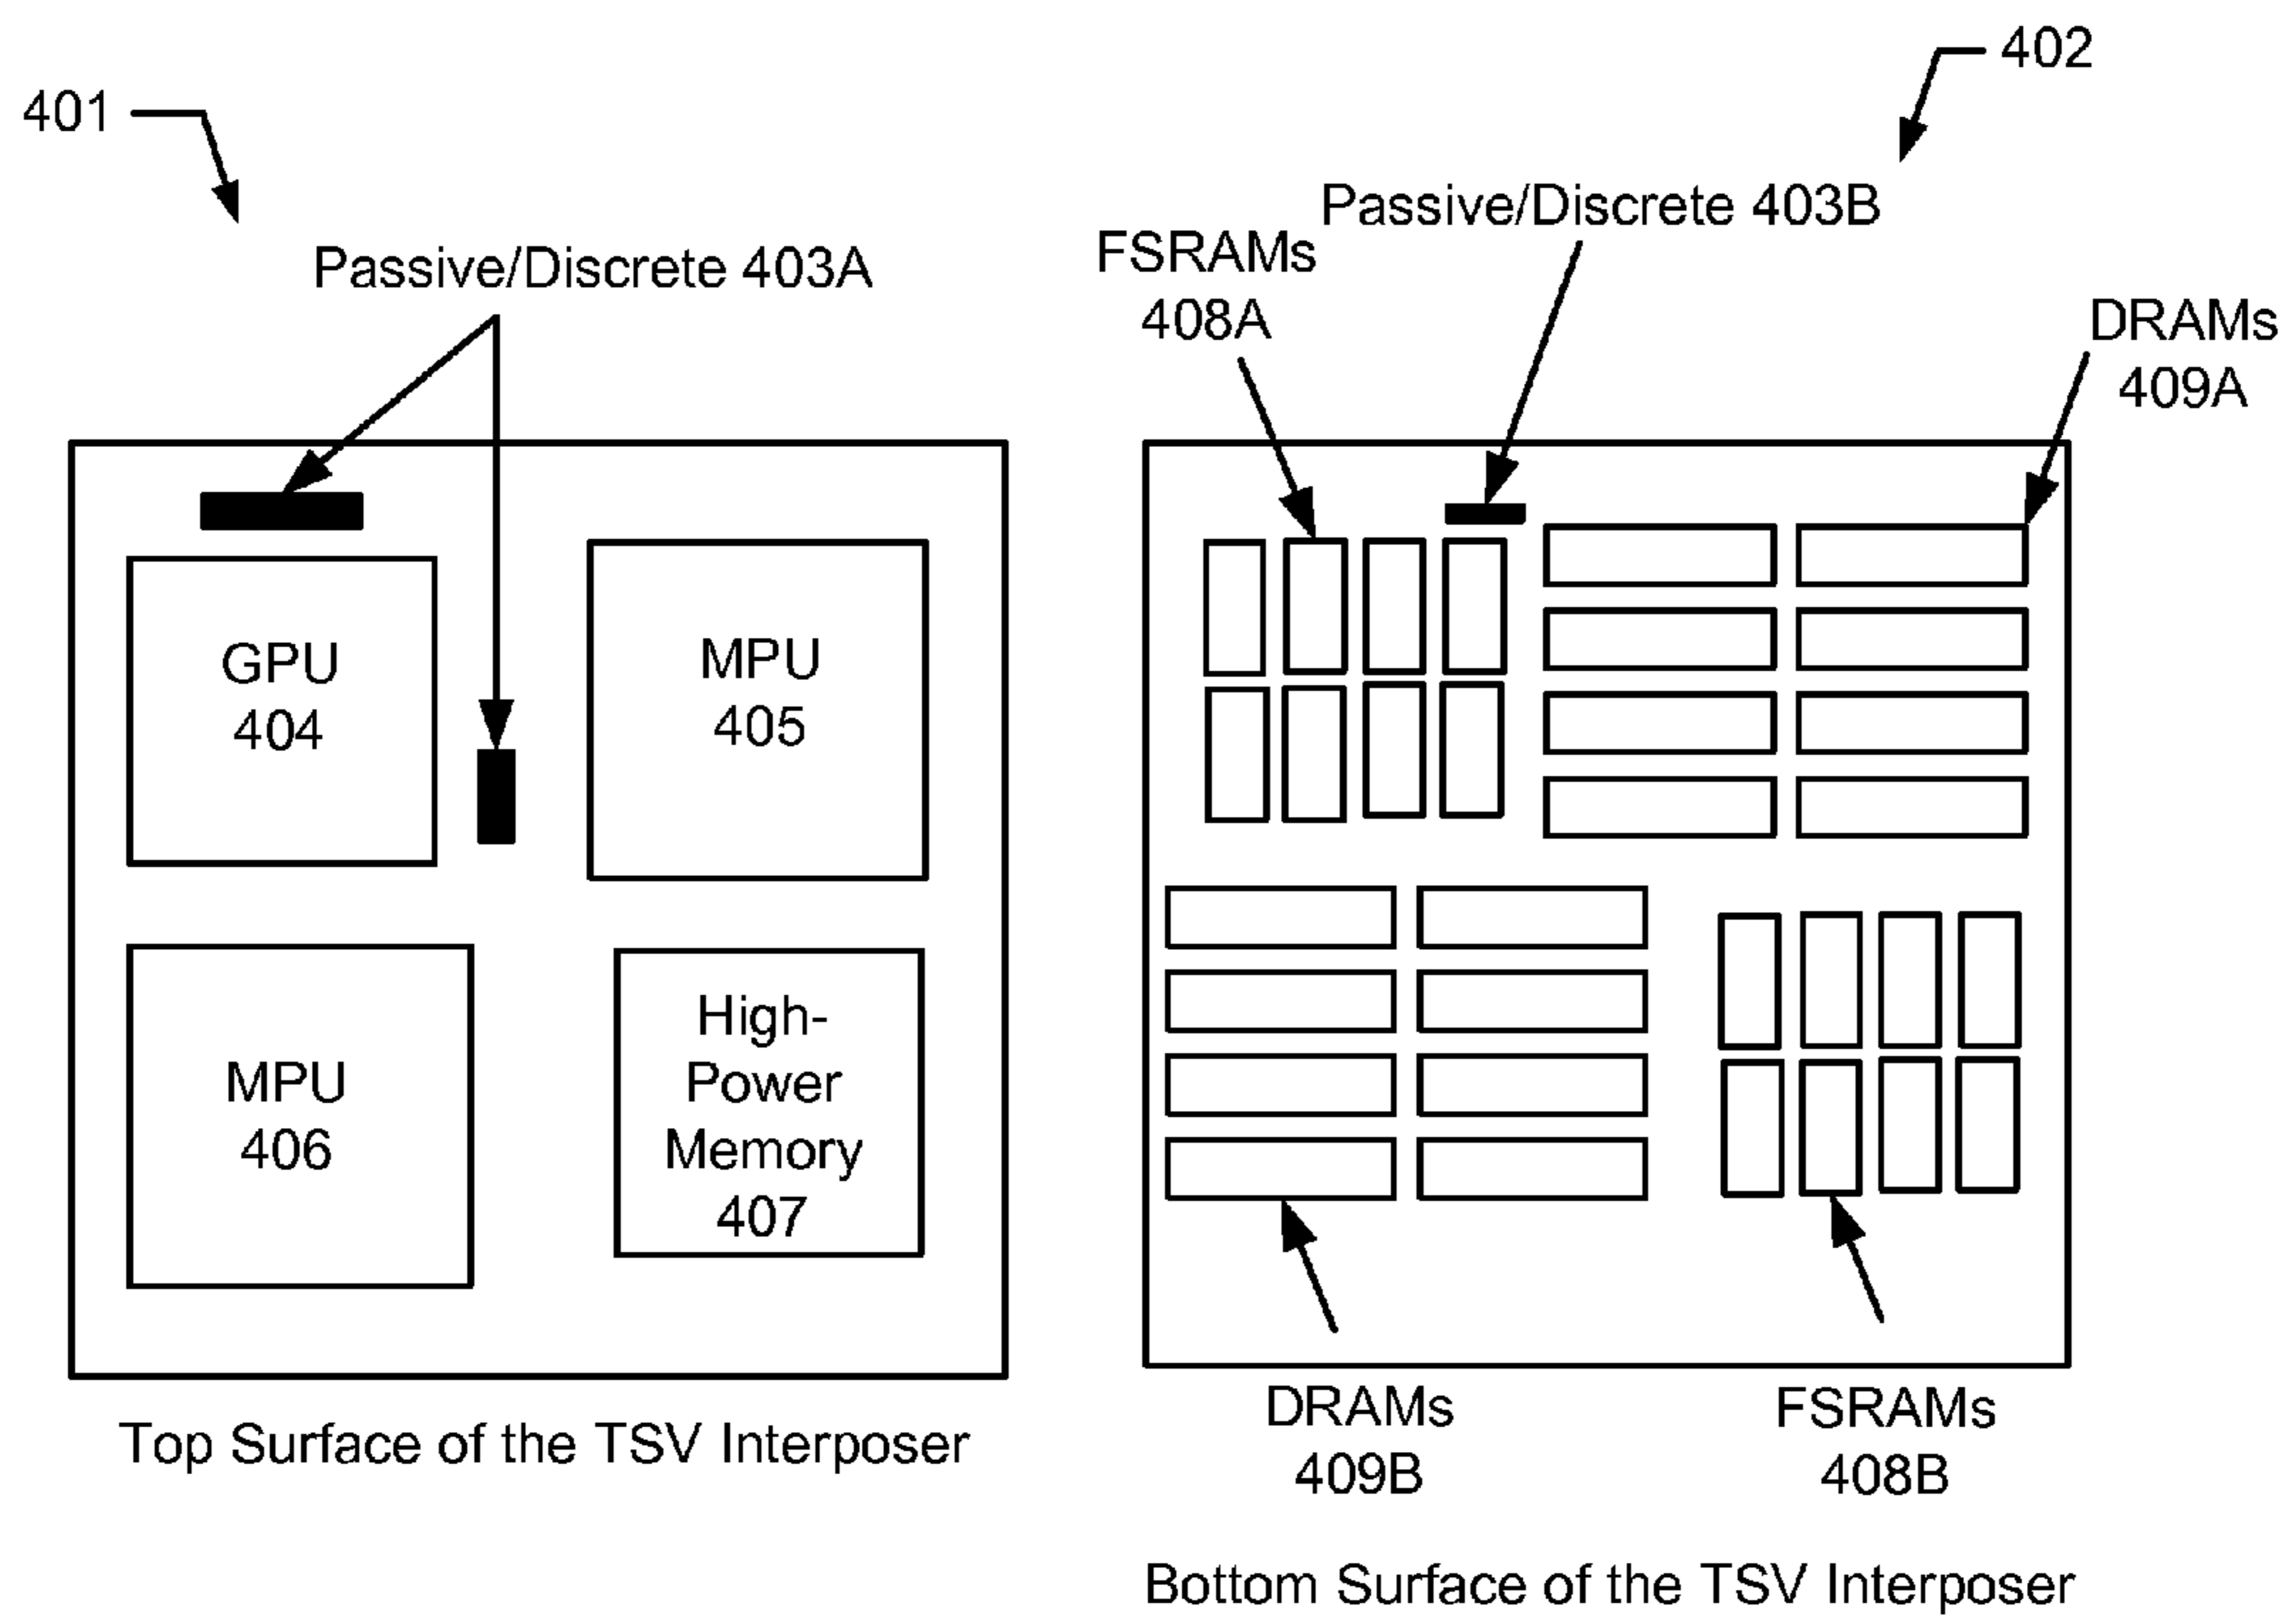 402
401
Passive/Discrete 403B
FSRAMs
408A
Passive/Discrete 403A
DRAMs
409A
GPU
404
MPU
405
MPU
406
High-
Power
Memory
407
DRAMs
409B
FSRAMs
408B
Top Surface of the TSV Interposer
Bottom Surface of the TSV Interposer